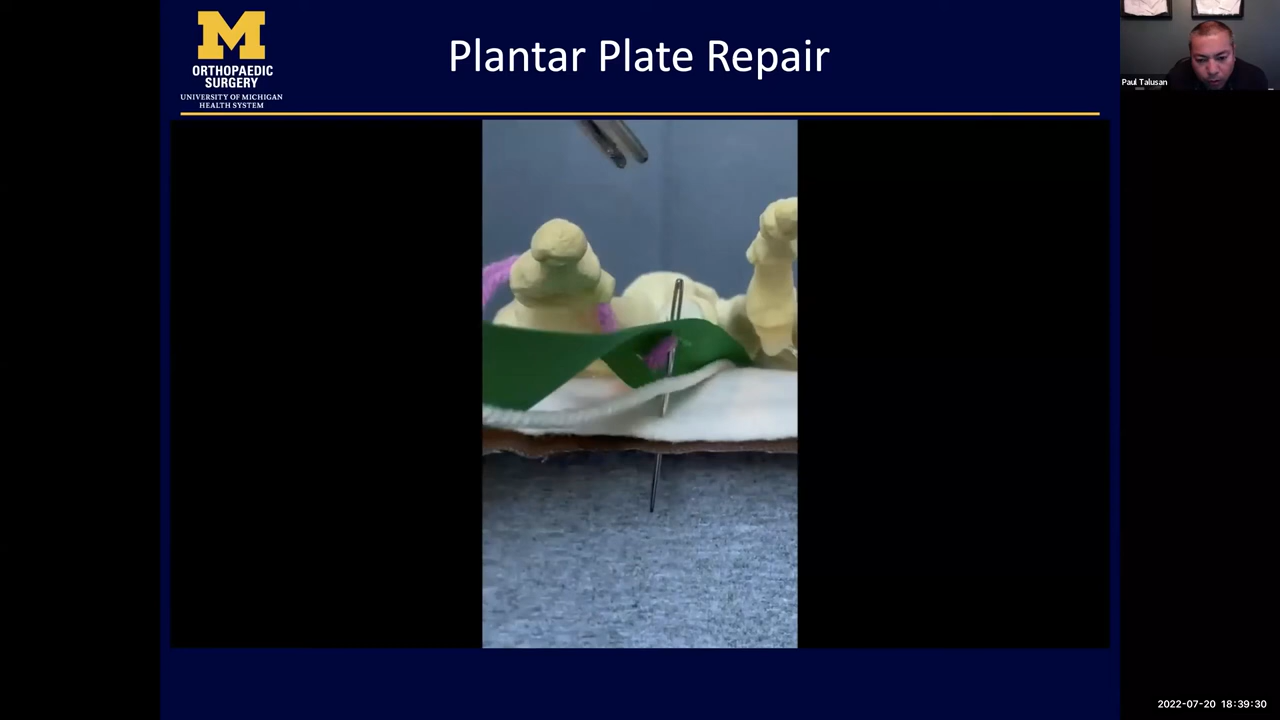 M
ORTHOPAEDIC
SURGERY
UNIVERSITY OF MICHIGAN
HEALTH SYSTEM
Plantar Plate Repair
Paul Talusan
2022-07-20 18:39:30